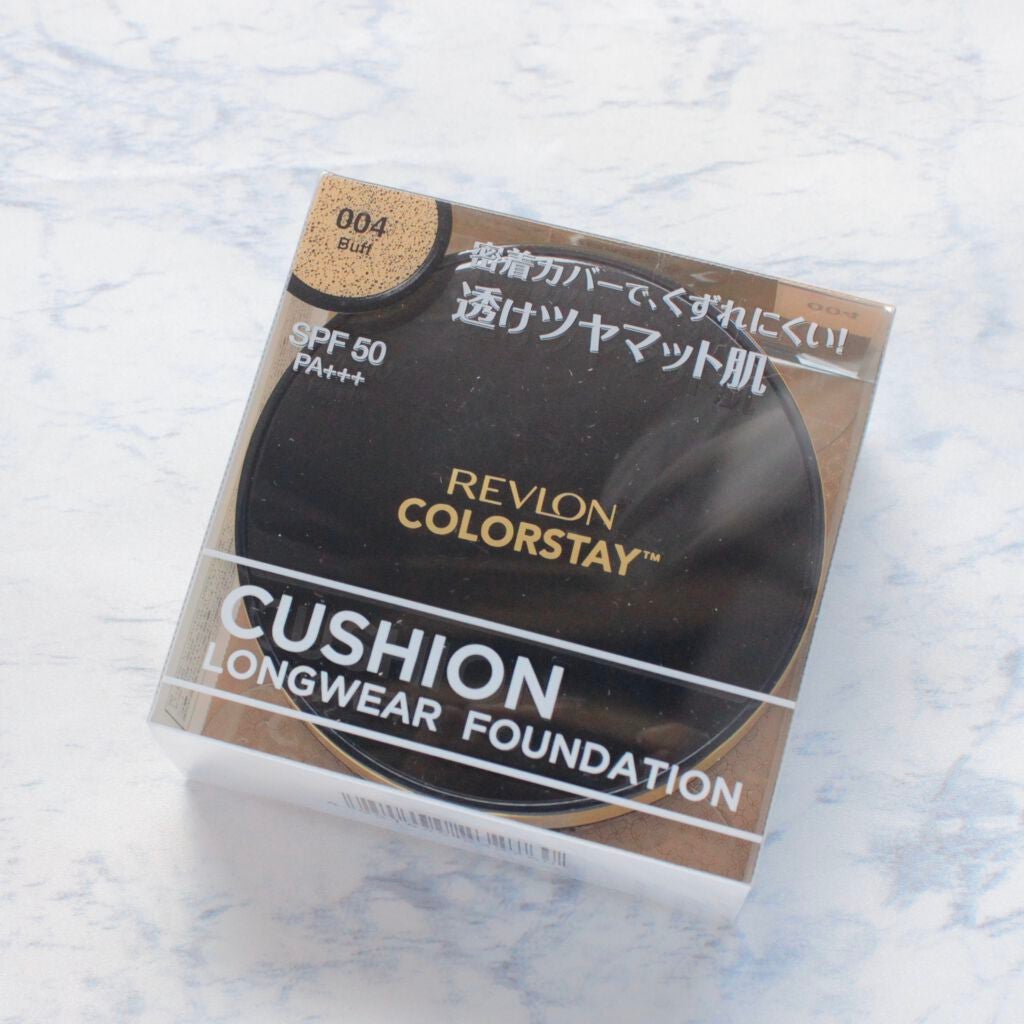 004
Buff
密着カバーで、くずれにくい!
透けツヤマット肌
SPF 50
PA+++
REVLON
COLORSTAY™
CUSHION
LONGWEAR FOUNDATION
004